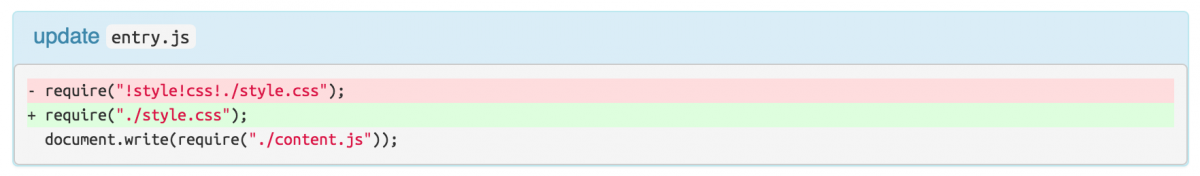 update entry.js
- require("!style!css!./style.css");
+ require("./style.css");
document.write(require("./content.js"));